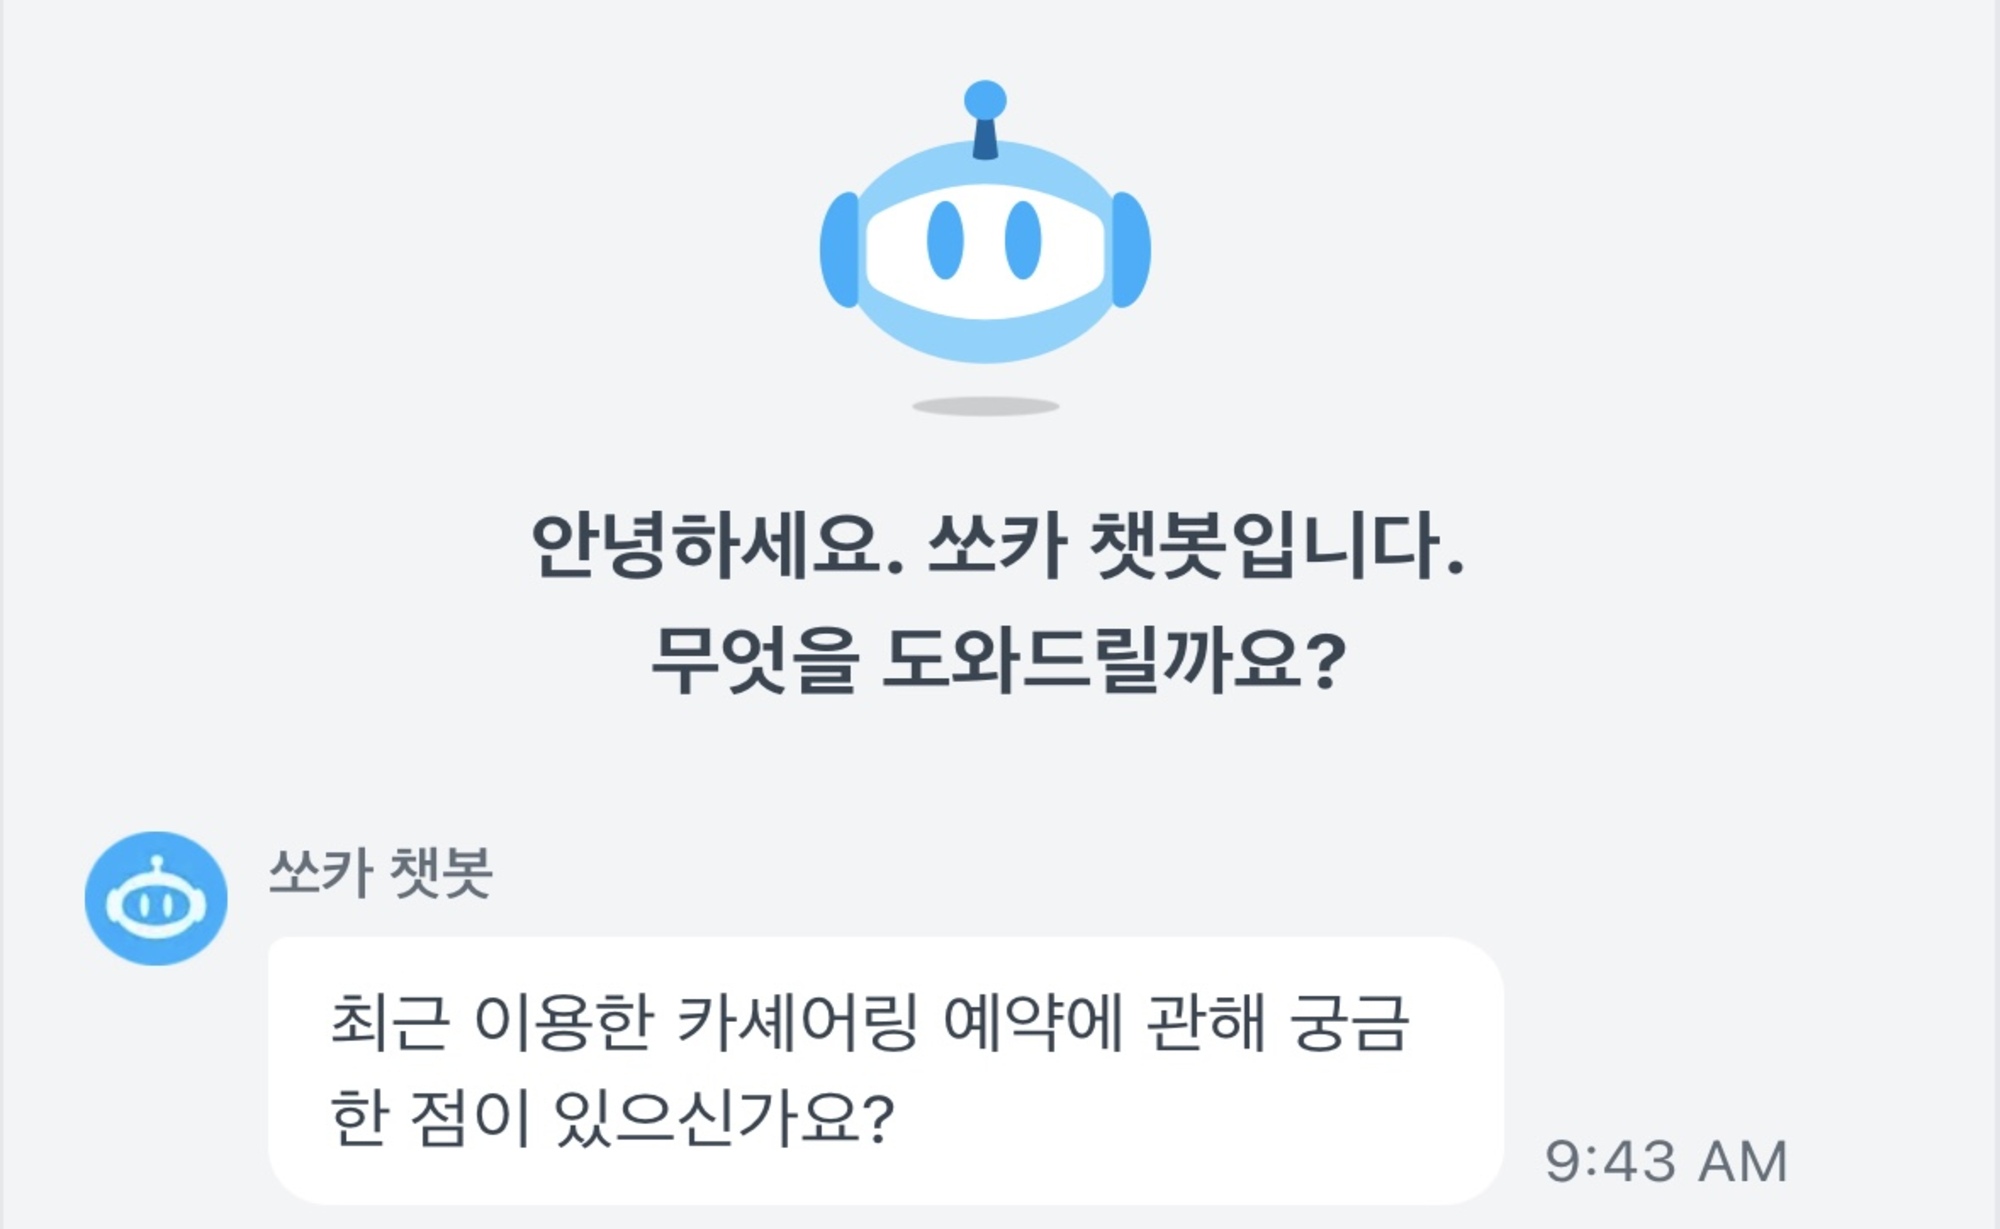 안녕하세요. 쏘카 챗봇입니다.
무엇을 도와드릴까요?
쏘카 챗봇
최근 이용한 카셰어링 예약에 관해 궁금
한 점이 있으신가요?
9:43 AM